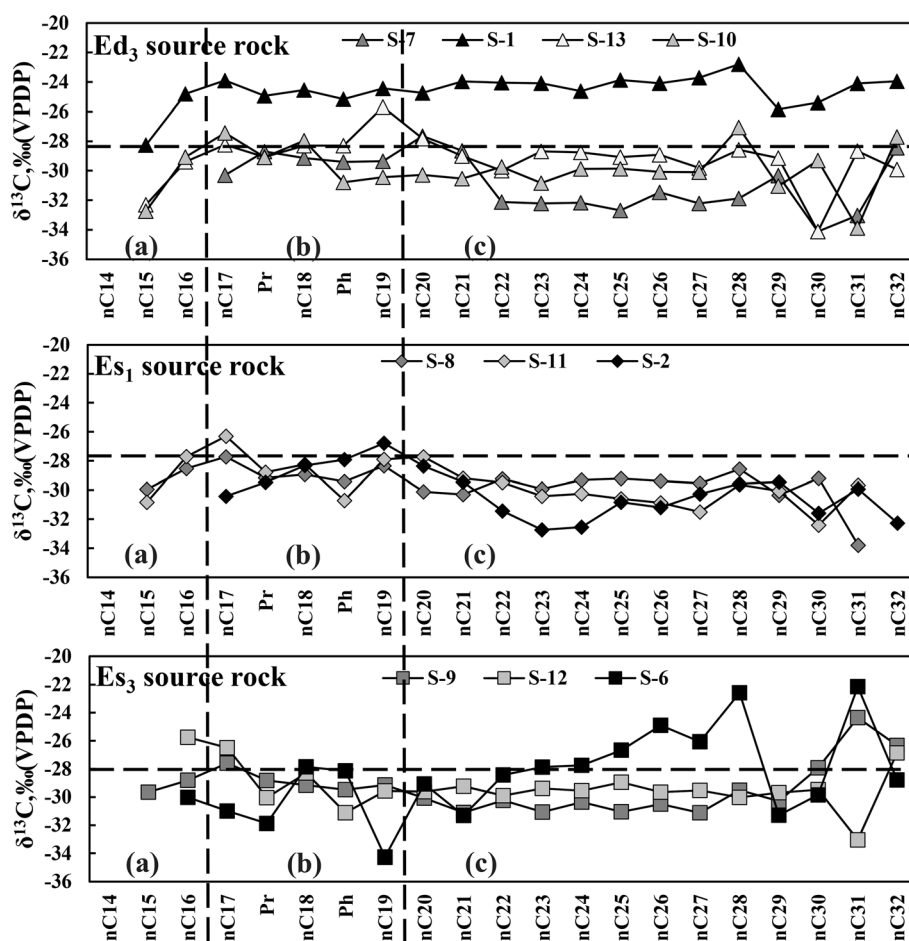 Ed3 source rock
S-7 S-1 S-13 S-10
δ13C,‰(VPDP)
-20
-22
-24
-26
-28
-30
-32
-34
-36
(a) (b) (c)
nC14 nC15 nC16 nC17 Pr nC18 Ph nC19 nC20 nC21 nC22 nC23 nC24 nC25 nC26 nC27 nC28 nC29 nC30 nC31 nC32
Es1 source rock
S-8 S-11 S-2
δ13C,‰(VPDP)
-20
-22
-24
-26
-28
-30
-32
-34
-36
(a) (b) (c)
nC14 nC15 nC16 nC17 Pr nC18 Ph nC19 nC20 nC21 nC22 nC23 nC24 nC25 nC26 nC27 nC28 nC29 nC30 nC31 nC32
Es3 source rock
S-9 S-12 S-6
δ13C,‰(VPDP)
-20
-22
-24
-26
-28
-30
-32
-34
-36
(a) (b) (c)
nC14 nC15 nC16 nC17 Pr nC18 Ph nC19 nC20 nC21 nC22 nC23 nC24 nC25 nC26 nC27 nC28 nC29 nC30 nC31 nC32